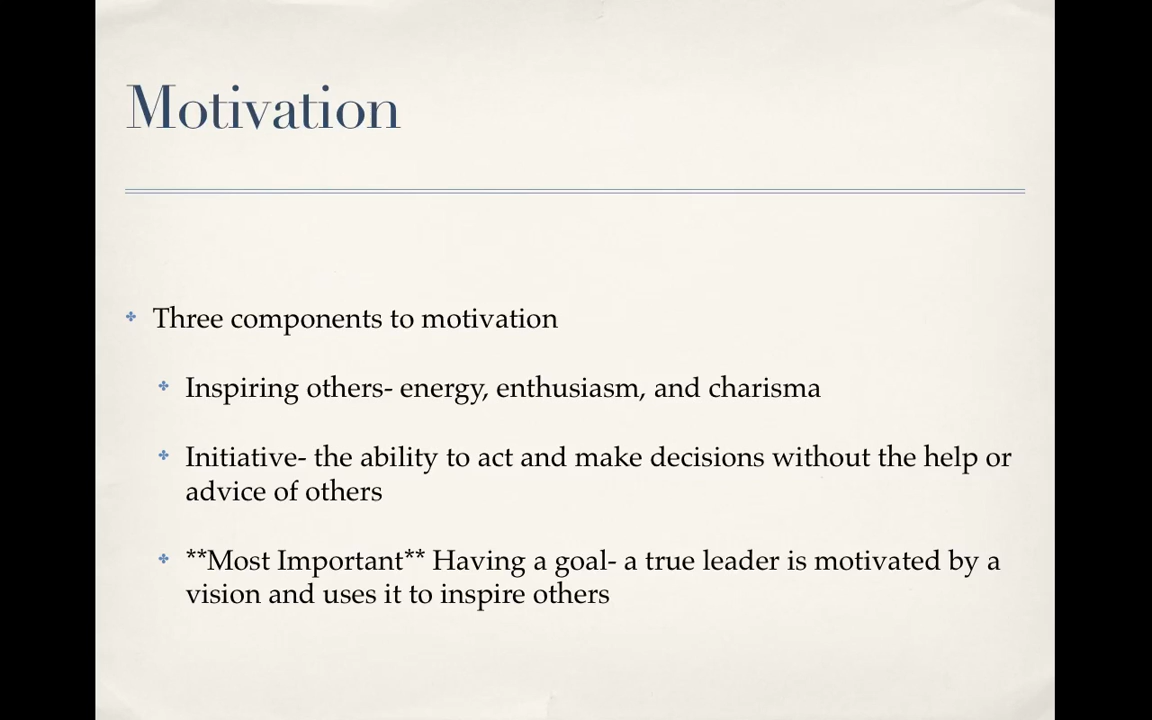 Motivation
Three components to motivation
Inspiring others- energy, enthusiasm, and charisma
Initiative- the ability to act and make decisions without the help or
advice of others
**Most Important** Having a goal- a true leader is motivated by a
vision and uses it to inspire others